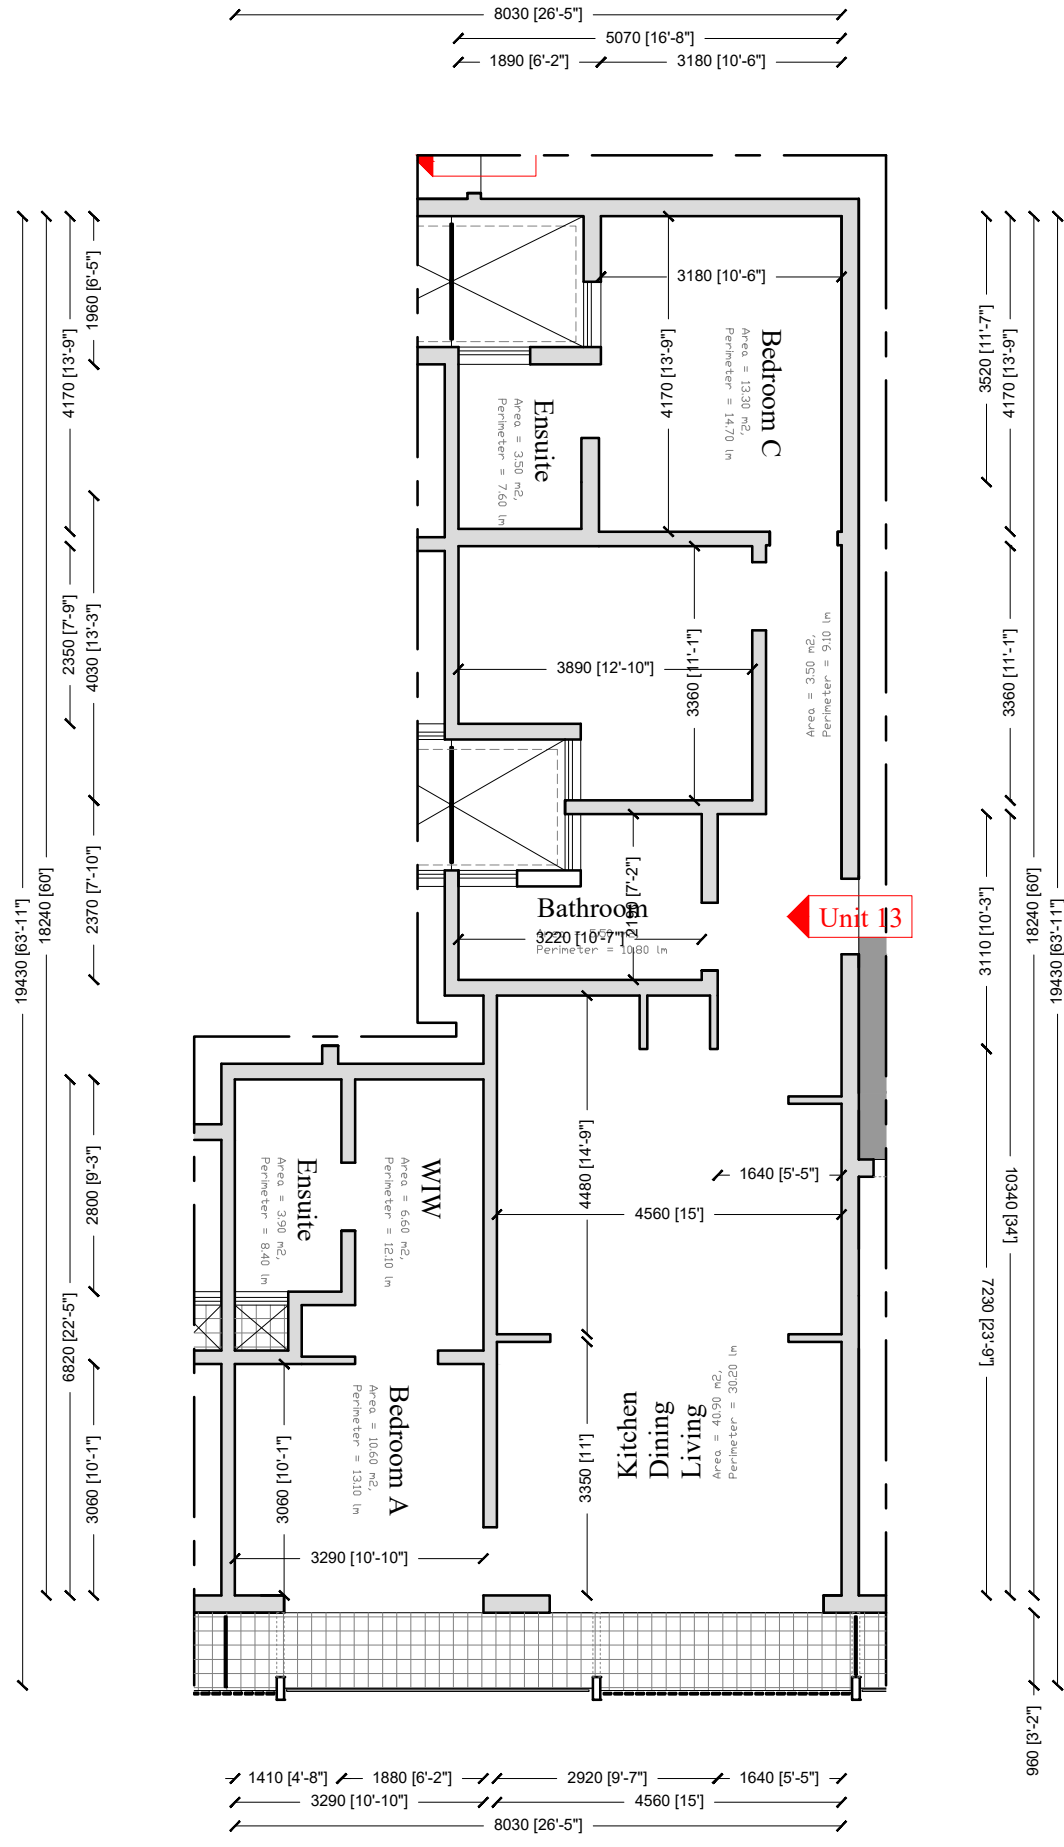 8030 [26'-5"]
5070 [16'-8"]
1890 [6'-2"]
3180 [10'-6"]
19430 [63'-11"]
18240 [60']
4170 [13'-9"]
1960 [6'-5"]
2350 [7'-9"]
4030 [13'-3"]
2370 [7'-10"]
6820 [22'-5"]
2800 [9'-3"]
3060 [10'-1"]
3180 [10'-6"]
4170 [13'-9"]
Bedroom C
Area = 13.30 m2,
Perimeter = 14.70 lm
Ensuite
Area = 3.50 m2,
Perimeter = 7.60 lm
3890 [12'-10"]
3360 [11'-1"]
Area = 3.50 m2,
Perimeter = 9.10 lm
2190 [7'-2"]
Bathroom
3220 [10'-7"]
Perimeter = 10.80 lm
Unit 13
4480 [14'-9"]
1640 [5'-5"]
4560 [15']
WIW
Area = 6.60 m2,
Perimeter = 12.10 lm
Ensuite
Area = 3.90 m2,
Perimeter = 8.40 lm
Bedroom A
Area = 10.60 m2,
Perimeter = 13.10 lm
3060 [10'-1"]
3290 [10'-10"]
3350 [11']
Kitchen
Dining
Living
Area = 40.90 m2,
Perimeter = 30.20 lm
3520 [11'-7"]
4170 [13'-9"]
3360 [11'-1"]
3110 [10'-3"]
10340 [34']
7230 [23'-9"]
18240 [60']
19430 [63'-11"]
960 [3'-2"]
1410 [4'-8"]
1880 [6'-2"]
2920 [9'-7"]
1640 [5'-5"]
3290 [10'-10"]
4560 [15']
8030 [26'-5"]